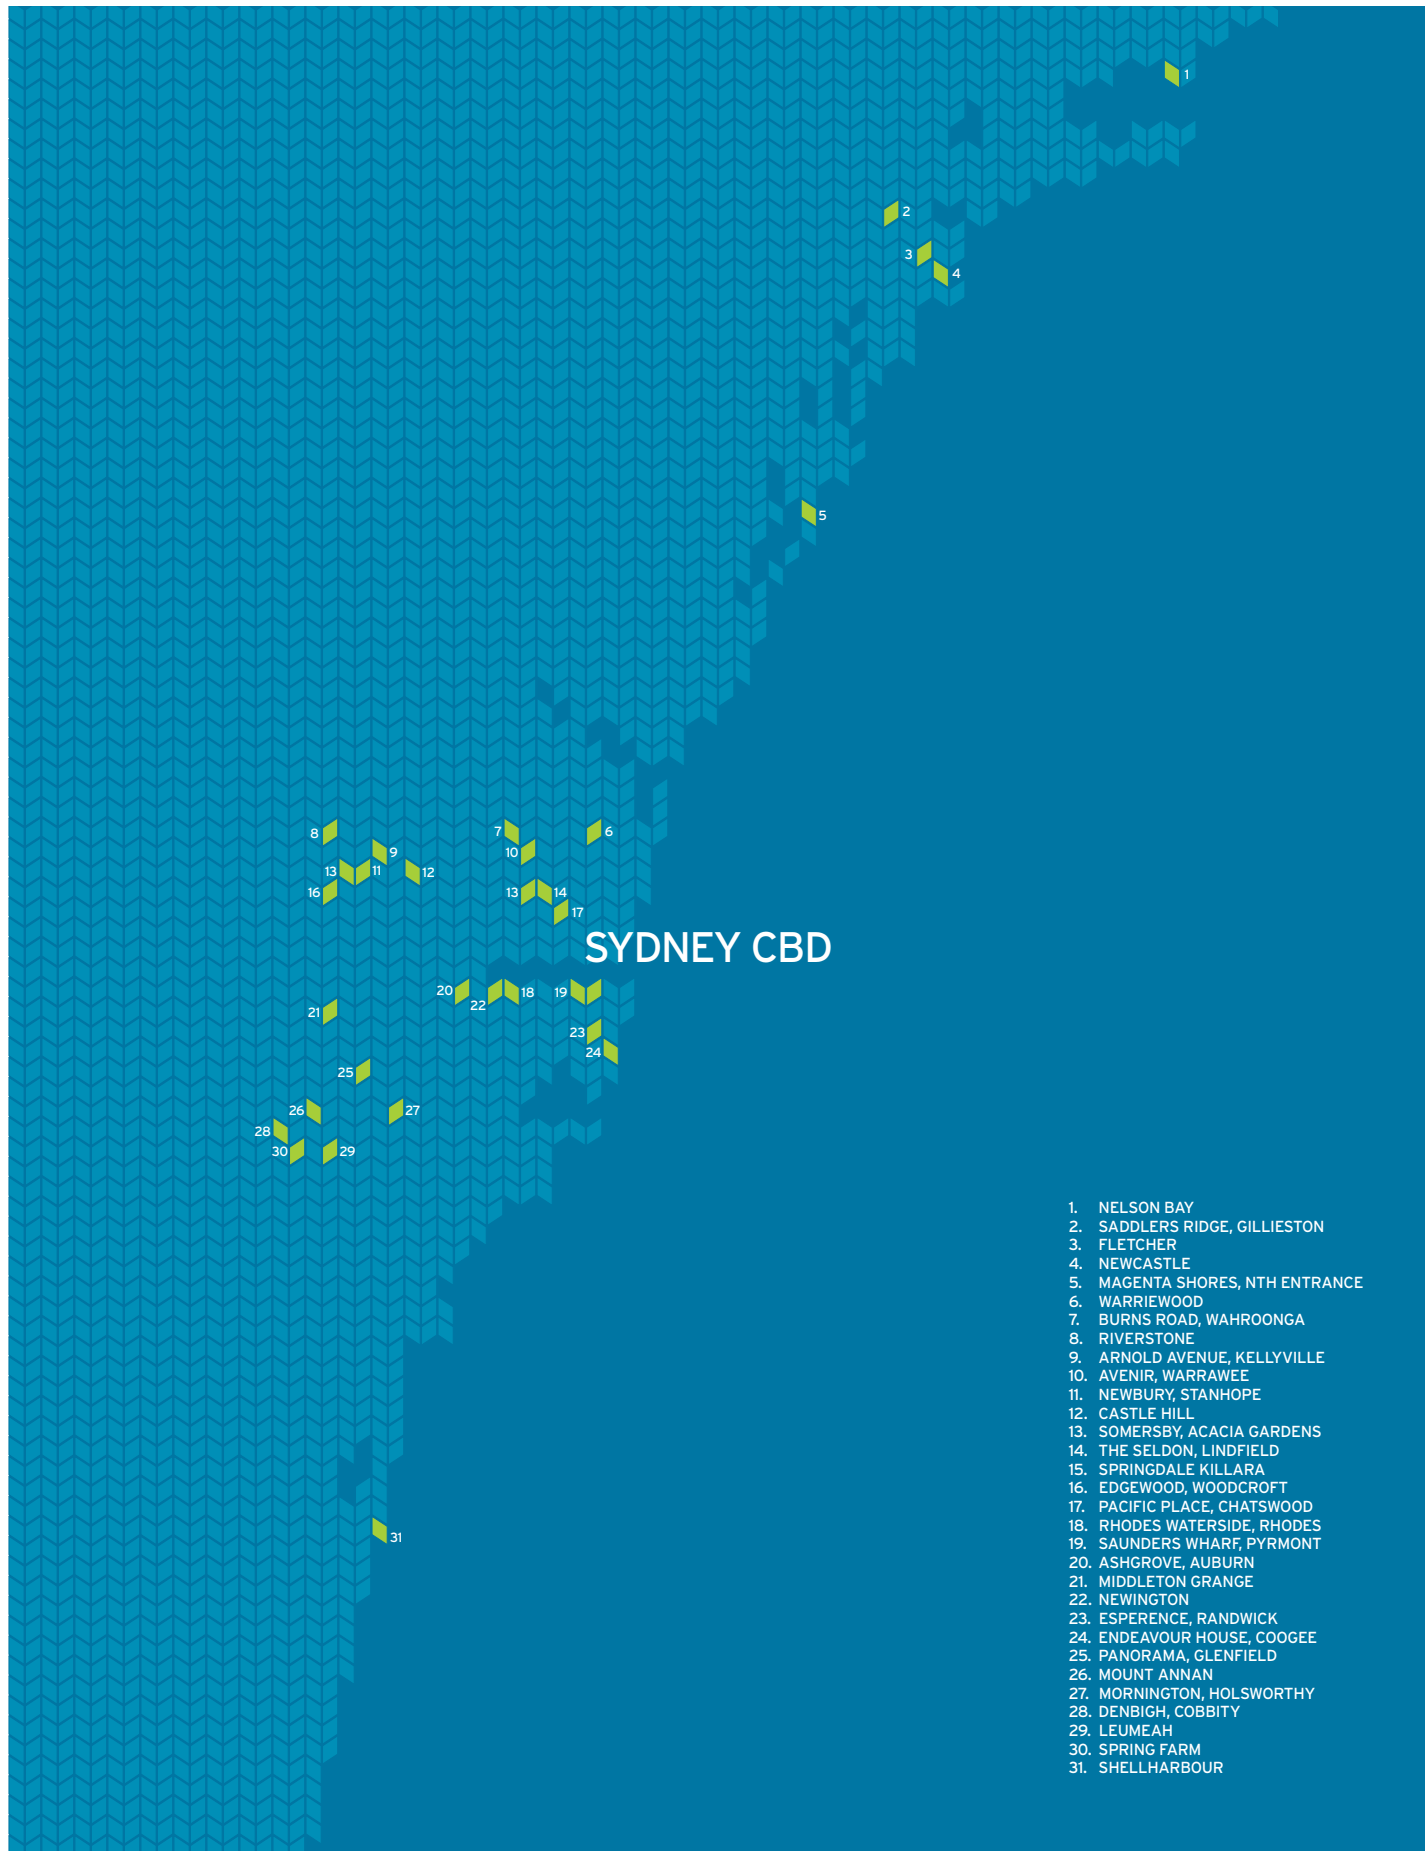 1
2
3
4
5
8
7
6
9
10
13
11
12
16
13
14
17
SYDNEY CBD
20
22
18
19
21
23
24
25
26
27
28
30
29
1. NELSON BAY
2. SADDLERS RIDGE, GILLIESTON
3. FLETCHER
4. NEWCASTLE
5. MAGENTA SHORES, NTH ENTRANCE
6. WARRIEWOOD
7. BURNS ROAD, WAHROONGA
8. RIVERSTONE
9. ARNOLD AVENUE, KELLYVILLE
10. AVENIR, WARRAWEE
11. NEWBURY, STANHOPE
12. CASTLE HILL
13. SOMERSBY, ACACIA GARDENS
14. THE SELDON, LINDFIELD
15. SPRINGDALE KILLARA
16. EDGEWOOD, WOODCROFT
17. PACIFIC PLACE, CHATSWOOD
18. RHODES WATERSIDE, RHODES
19. SAUNDERS WHARF, PYRMONT
20. ASHGROVE, AUBURN
21. MIDDLETON GRANGE
22. NEWINGTON
23. ESPERENCE, RANDWICK
24. ENDEAVOUR HOUSE, COOGEE
25. PANORAMA, GLENFIELD
26. MOUNT ANNAN
27. MORNINGTON, HOLSWORTHY
28. DENBIGH, COBBITY
29. LEUMEAH
30. SPRING FARM
31. SHELLHARBOUR
31